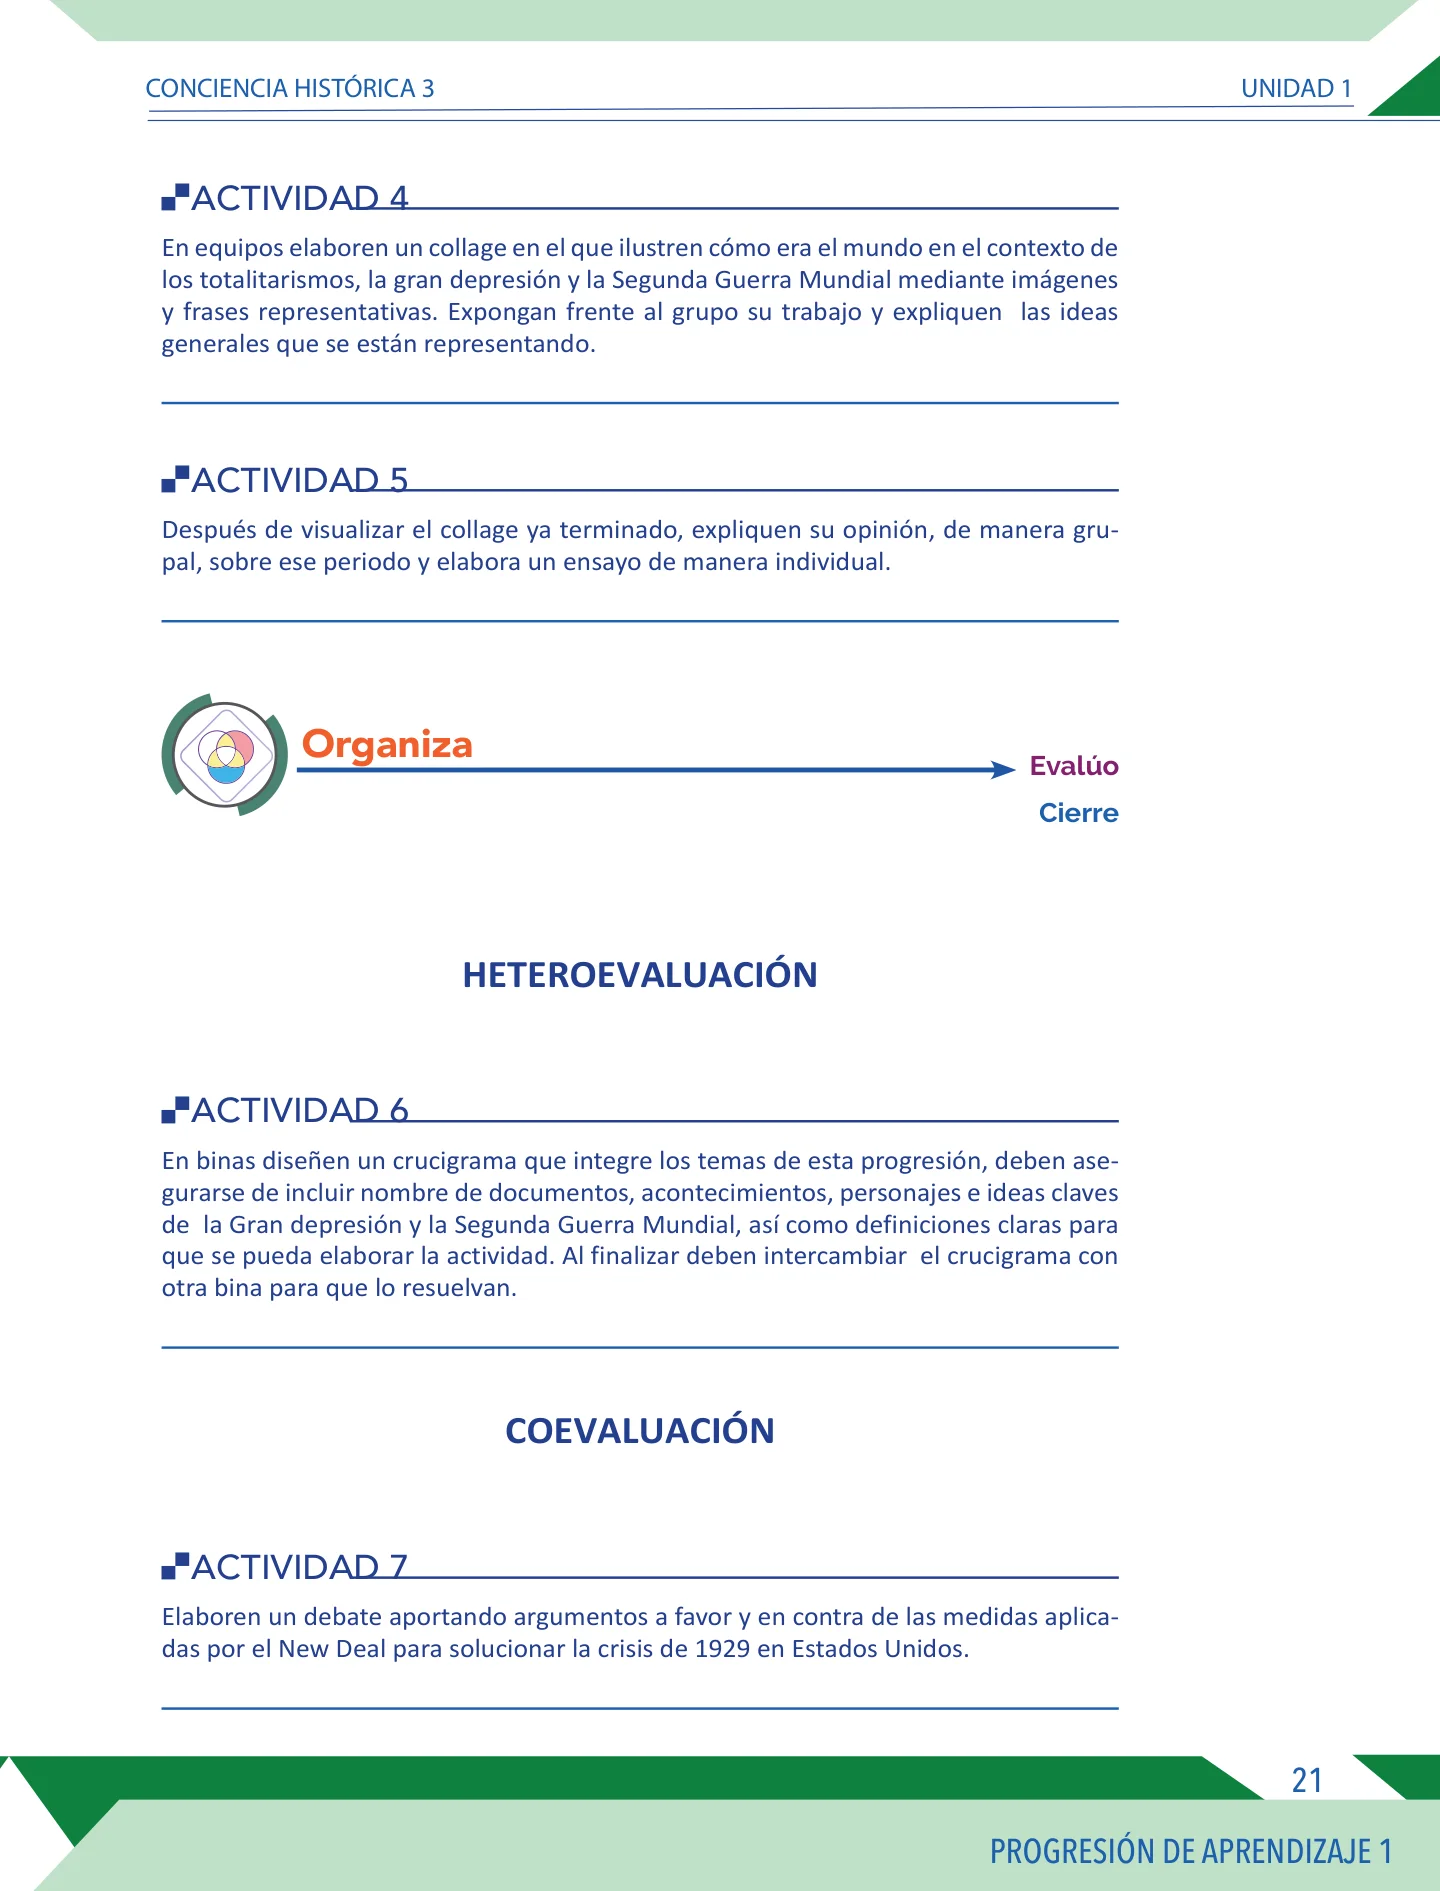 CONCIENCIA HISTÓRICA 3
UNIDAD 1
ACTIVIDAD 4
En equipos elaboren un collage en el que ilustren cómo era el mundo en el contexto de
los totalitarismos, la gran depresión y la Segunda Guerra Mundial mediante imágenes
y frases representativas. Expongan frente al grupo su trabajo y expliquen  las ideas
generales que se están representando.
ACTIVIDAD 5
Después de visualizar el collage ya terminado, expliquen su opinión, de manera gru-
pal, sobre ese periodo y elabora un ensayo de manera individual.
Organiza
Evalúo
Cierre
HETEROEVALUACIÓN
ACTIVIDAD 6
En binas diseñen un crucigrama que integre los temas de esta progresión, deben ase-
gurarse de incluir nombre de documentos, acontecimientos, personajes e ideas claves
de  la Gran depresión y la Segunda Guerra Mundial, así como definiciones claras para
que se pueda elaborar la actividad. Al finalizar deben intercambiar  el crucigrama con
otra bina para que lo resuelvan.
COEVALUACIÓN
ACTIVIDAD 7
Elaboren un debate aportando argumentos a favor y en contra de las medidas aplica-
das por el New Deal para solucionar la crisis de 1929 en Estados Unidos.
21
PROGRESIÓN DE APRENDIZAJE 1